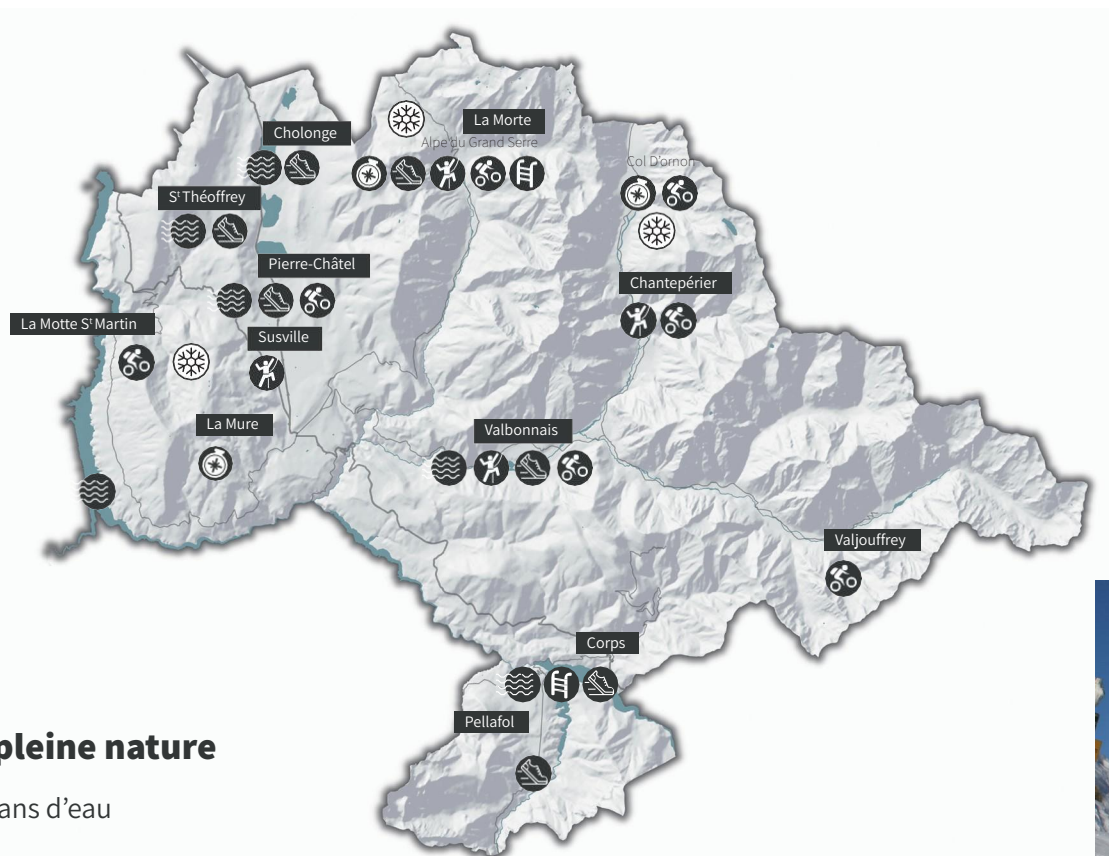 La Morte
Cholonge
Alpe du Grand Serre
Col D'ornon
Sᵗ Théoffrey
Pierre-Châtel
Chantepérier
La Motte Sᵗ Martin
Susville
La Mure
Valbonnais
Valjouffrey
Corps
Pellafol
pleine nature
ans d'eau